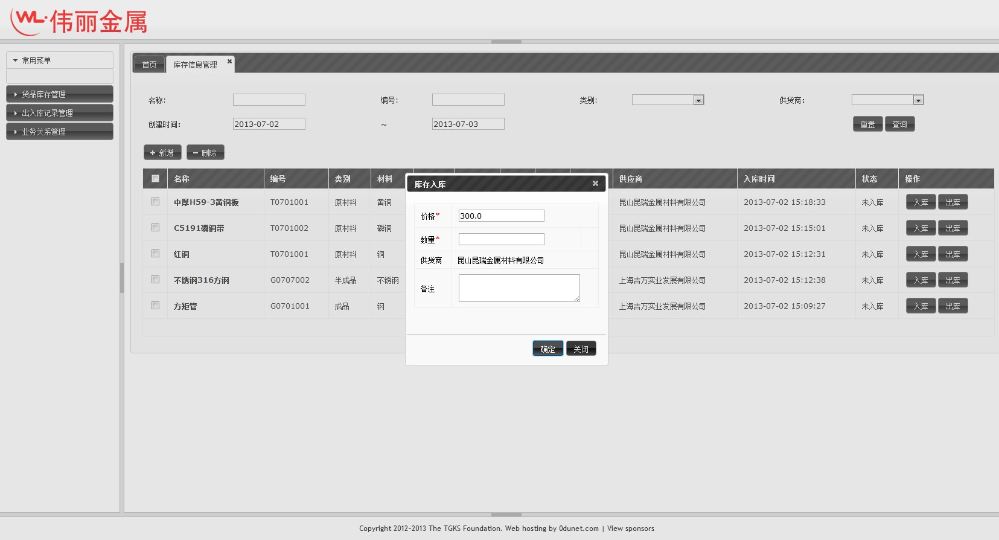 WL·伟丽金属
常用菜单
货品库存管理
出入库记录管理
业务关系管理
首页 库存信息管理
名称: 编号: 类别: 供货商:
创建时间: 2013-07-02 ~ 2013-07-03 重置 查询
+ 新增 − 删除
名称 编号 类别 材料 供应商 入库时间 状态 操作
中厚H59-3黄铜板 T0701001 原材料 黄铜 昆山昆瑞金属材料有限公司 2013-07-02 15:18:33 未入库 入库 出库
C5191磷铜带 T0701002 原材料 磷铜 昆山昆瑞金属材料有限公司 2013-07-02 15:15:01 未入库 入库 出库
红铜 T0701001 原材料 铜 昆山昆瑞金属材料有限公司 2013-07-02 15:12:31 未入库 入库 出库
不锈钢316方钢 G0707002 半成品 不锈钢 上海吉万实业发展有限公司 2013-07-02 15:12:38 未入库 入库 出库
方矩管 G0701001 成品 钢 上海吉万实业发展有限公司 2013-07-02 15:09:27 未入库 入库 出库
库存入库
价格* 300.0
数量*
供货商 昆山昆瑞金属材料有限公司
备注
确定 关闭
Copyright 2012~2013 The TGKS Foundation. Web hosting by 0dunet.com | View sponsors